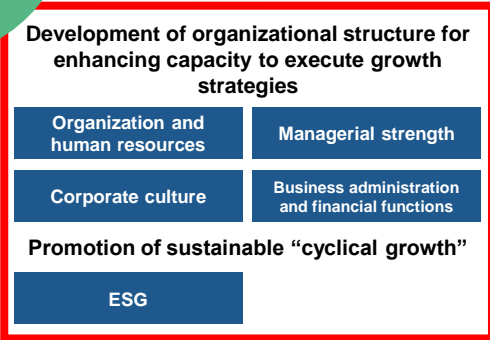 Development of organizational structure for
enhancing capacity to execute growth
strategies
Organization and
human resources
Managerial strength
Corporate culture
Business administration
and financial functions
Promotion of sustainable “cyclical growth”
ESG